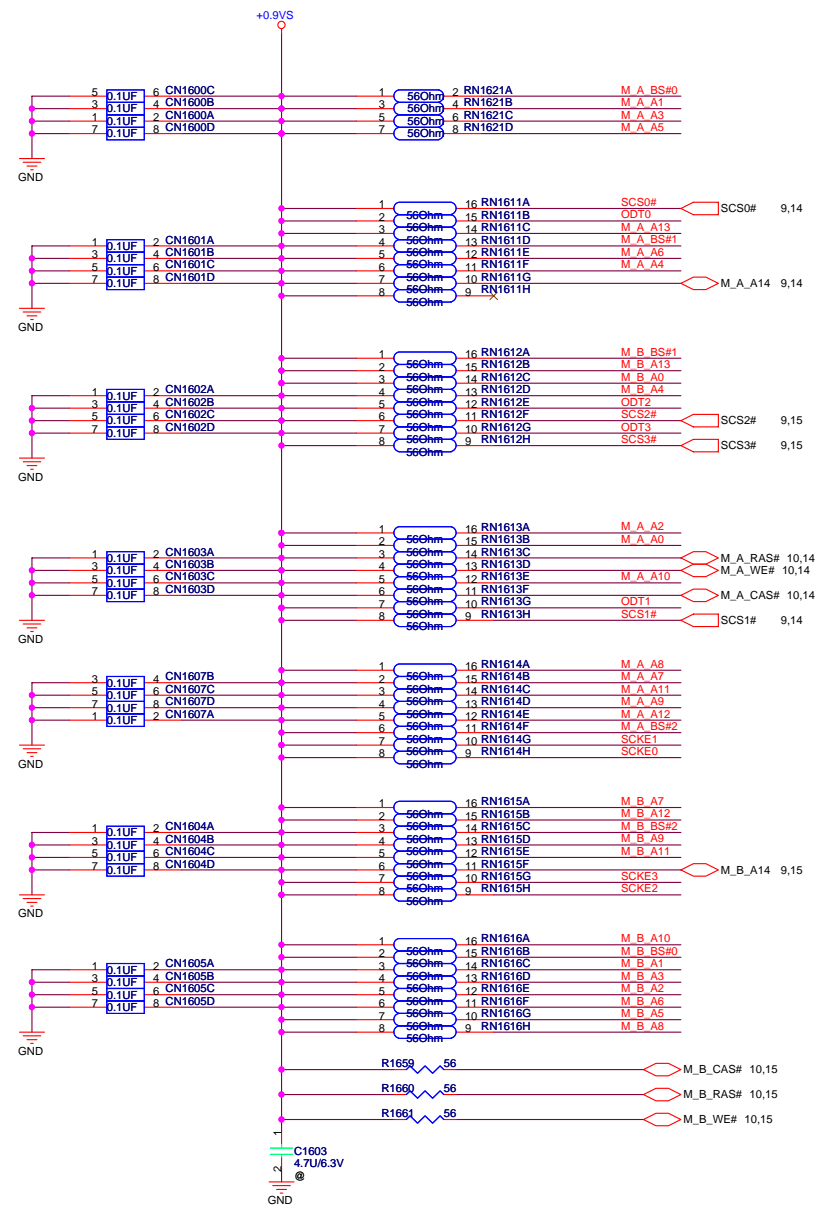 +0.9VS
5 0.1UF 6 CN1600C 1 56Ohm 2 RN1621A M_A_BS#0
3 0.1UF 4 CN1600B 3 56Ohm 4 RN1621B M_A_A1
1 0.1UF 2 CN1600A 5 56Ohm 6 RN1621C M_A_A3
7 0.1UF 8 CN1600D 7 56Ohm 8 RN1621D M_A_A5
GND
1 56Ohm 16 RN1611A SCS0# SCS0# 9,14
2 56Ohm 15 RN1611B ODT0
3 56Ohm 14 RN1611C M_A_A13
1 0.1UF 2 CN1601A 4 56Ohm 13 RN1611D M_A_BS#1
3 0.1UF 4 CN1601B 5 56Ohm 12 RN1611E M_A_A6
5 0.1UF 6 CN1601C 6 56Ohm 11 RN1611F M_A_A4
7 0.1UF 8 CN1601D 7 56Ohm 10 RN1611G M_A_A14 9,14
8 56Ohm 9 RN1611H
GND
1 56Ohm 16 RN1612A M_B_BS#1
2 56Ohm 15 RN1612B M_B_A13
3 56Ohm 14 RN1612C M_B_A0
1 0.1UF 2 CN1602A 4 56Ohm 13 RN1612D M_B_A4
3 0.1UF 4 CN1602B 5 56Ohm 12 RN1612E ODT2
5 0.1UF 6 CN1602C 6 56Ohm 11 RN1612F SCS2# SCS2# 9,15
7 0.1UF 8 CN1602D 7 56Ohm 10 RN1612G ODT3
8 56Ohm 9 RN1612H SCS3# SCS3# 9,15
GND
1 56Ohm 16 RN1613A M_A_A2
2 56Ohm 15 RN1613B M_A_A0
1 0.1UF 2 CN1603A 3 56Ohm 14 RN1613C M_A_RAS# 10,14
3 0.1UF 4 CN1603B 4 56Ohm 13 RN1613D M_A_WE# 10,14
5 0.1UF 6 CN1603C 5 56Ohm 12 RN1613E M_A_A10
7 0.1UF 8 CN1603D 6 56Ohm 11 RN1613F M_A_CAS# 10,14
7 56Ohm 10 RN1613G ODT1
8 56Ohm 9 RN1613H SCS1# SCS1# 9,14
GND
1 56Ohm 16 RN1614A M_A_A8
3 0.1UF 4 CN1607B 2 56Ohm 15 RN1614B M_A_A7
5 0.1UF 6 CN1607C 3 56Ohm 14 RN1614C M_A_A11
7 0.1UF 8 CN1607D 4 56Ohm 13 RN1614D M_A_A9
1 0.1UF 2 CN1607A 5 56Ohm 12 RN1614E M_A_A12
6 56Ohm 11 RN1614F M_A_BS#2
7 56Ohm 10 RN1614G SCKE1
8 56Ohm 9 RN1614H SCKE0
GND
1 56Ohm 16 RN1615A M_B_A7
2 56Ohm 15 RN1615B M_B_A12
1 0.1UF 2 CN1604A 3 56Ohm 14 RN1615C M_B_BS#2
3 0.1UF 4 CN1604B 4 56Ohm 13 RN1615D M_B_A9
5 0.1UF 6 CN1604C 5 56Ohm 12 RN1615E M_B_A11
7 0.1UF 8 CN1604D 6 56Ohm 11 RN1615F M_B_A14 9,15
7 56Ohm 10 RN1615G SCKE3
8 56Ohm 9 RN1615H SCKE2
GND
1 56Ohm 16 RN1616A M_B_A10
2 56Ohm 15 RN1616B M_B_BS#0
1 0.1UF 2 CN1605A 3 56Ohm 14 RN1616C M_B_A1
3 0.1UF 4 CN1605B 4 56Ohm 13 RN1616D M_B_A3
5 0.1UF 6 CN1605C 5 56Ohm 12 RN1616E M_B_A2
7 0.1UF 8 CN1605D 6 56Ohm 11 RN1616F M_B_A6
7 56Ohm 10 RN1616G M_B_A5
8 56Ohm 9 RN1616H M_B_A8
GND
R1659 56 M_B_CAS# 10,15
R1660 56 M_B_RAS# 10,15
R1661 56 M_B_WE# 10,15
1
C1603
4.7U/6.3V
2
@
GND